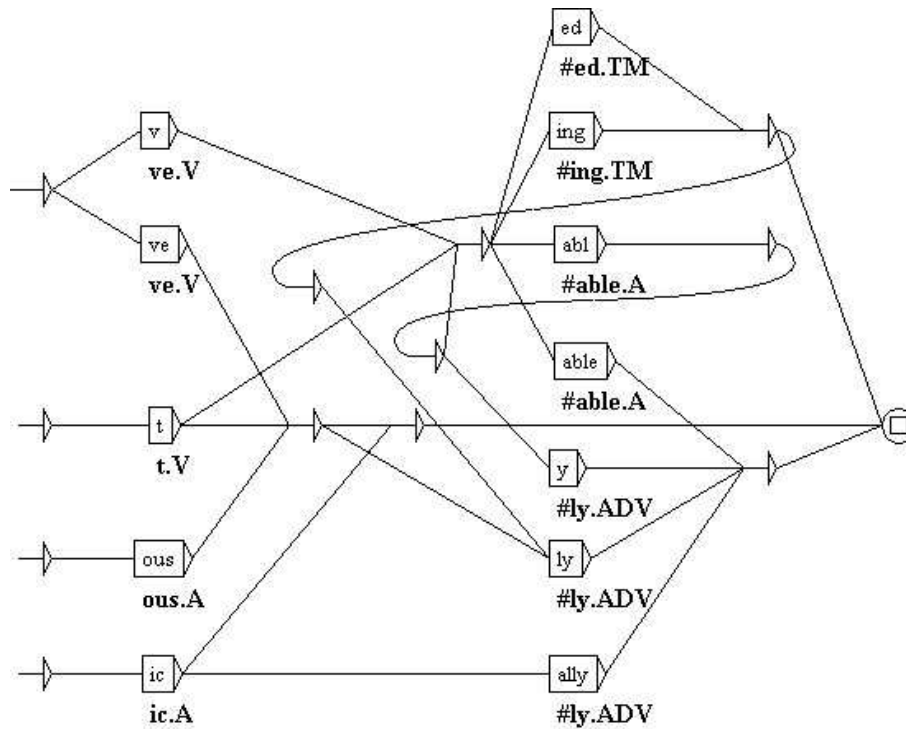 ed
#ed.TM
v
ing
ve.V
#ing.TM
ve
abl
ve.V
#able.A
able
#able.A
t
t.V
y
#ly.ADV
ous
ly
ous.A
#ly.ADV
ic
ally
ic.A
#ly.ADV